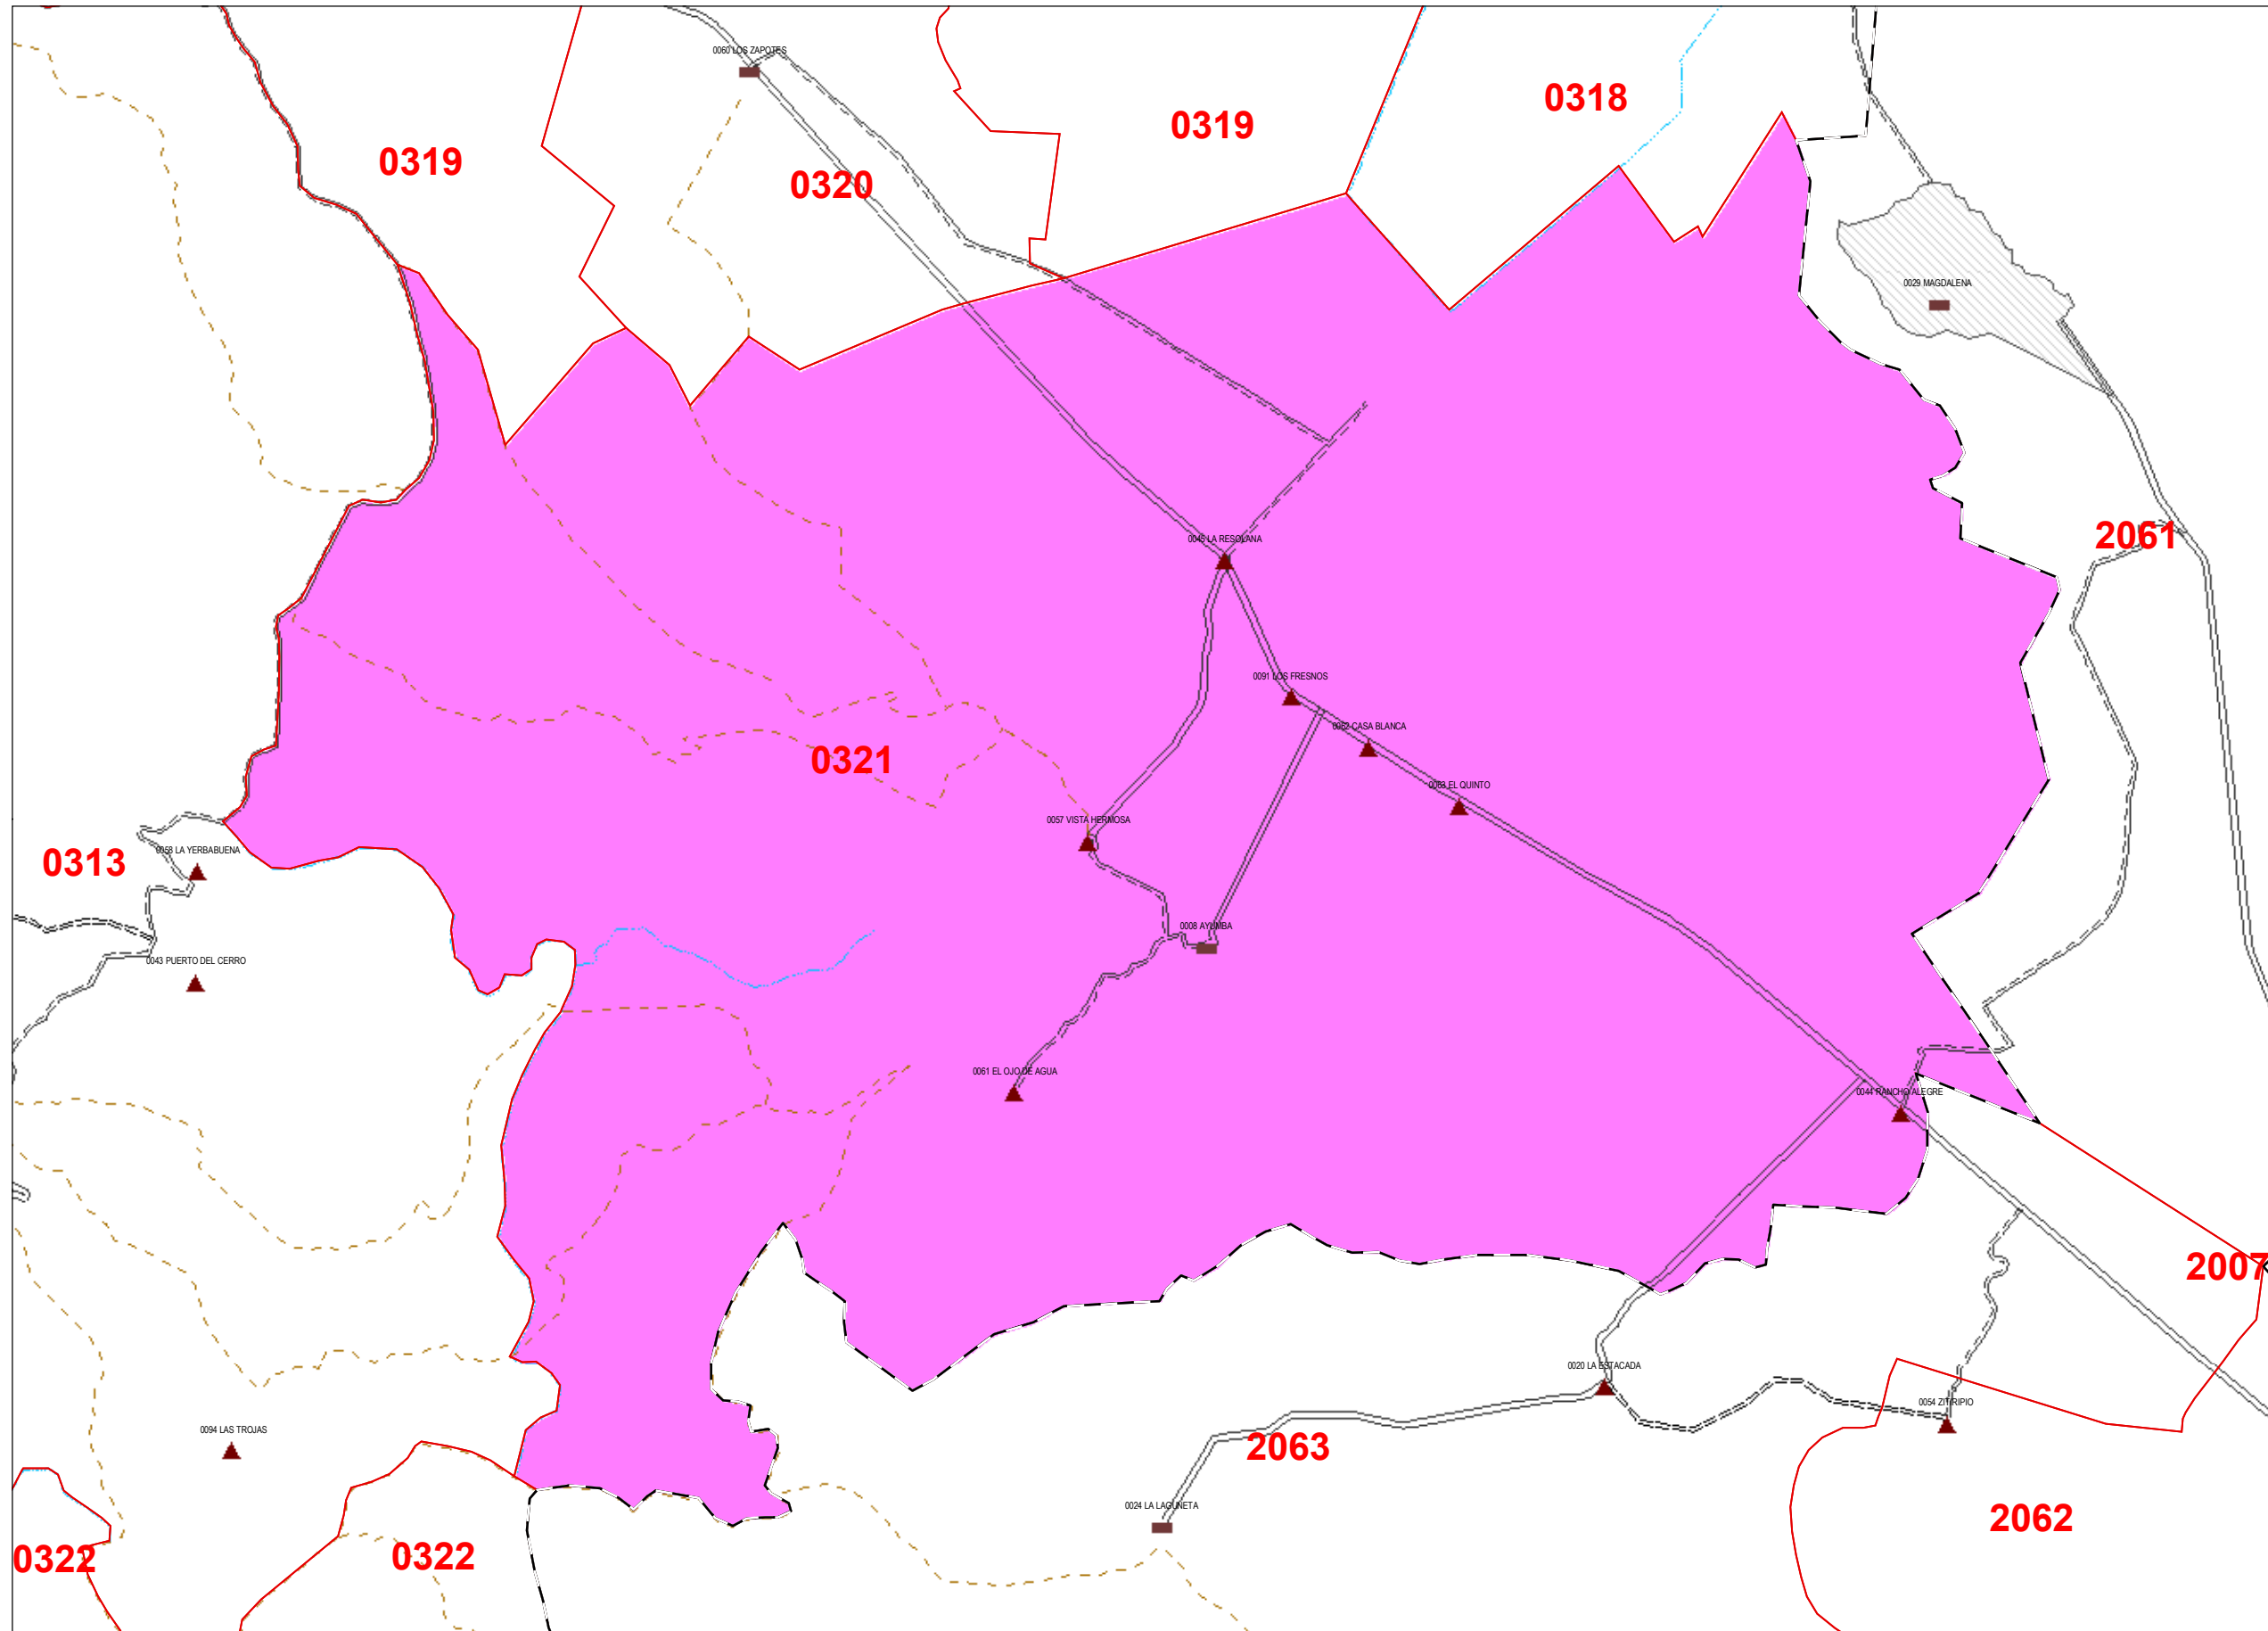 0060 LOS ZAPOTES
0318
0319
0319
0320
0029 MAGDALENA
2061
0045 LA RESOLANA
0091 LOS FRESNOS
0062 CASA BLANCA
0321
0063 EL QUINTO
0057 VISTA HERMOSA
0313
0058 LA YERBABUENA
0008 AYUMBA
0043 PUERTO DEL CERRO
0061 EL OJO DE AGUA
0044 RANCHO ALEGRE
2007
0020 LA ESTACADA
0054 ZITIRIPIO
0094 LAS TROJAS
2063
0024 LA LAGUNETA
2062
0322
0322